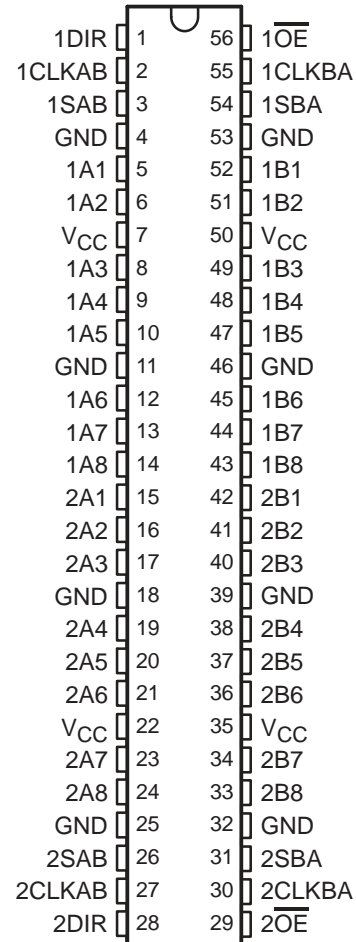 1DIR 1 56 1O̅E̅
1CLKAB 2 55 1CLKBA
1SAB 3 54 1SBA
GND 4 53 GND
1A1 5 52 1B1
1A2 6 51 1B2
VCC 7 50 VCC
1A3 8 49 1B3
1A4 9 48 1B4
1A5 10 47 1B5
GND 11 46 GND
1A6 12 45 1B6
1A7 13 44 1B7
1A8 14 43 1B8
2A1 15 42 2B1
2A2 16 41 2B2
2A3 17 40 2B3
GND 18 39 GND
2A4 19 38 2B4
2A5 20 37 2B5
2A6 21 36 2B6
VCC 22 35 VCC
2A7 23 34 2B7
2A8 24 33 2B8
GND 25 32 GND
2SAB 26 31 2SBA
2CLKAB 27 30 2CLKBA
2DIR 28 29 2O̅E̅